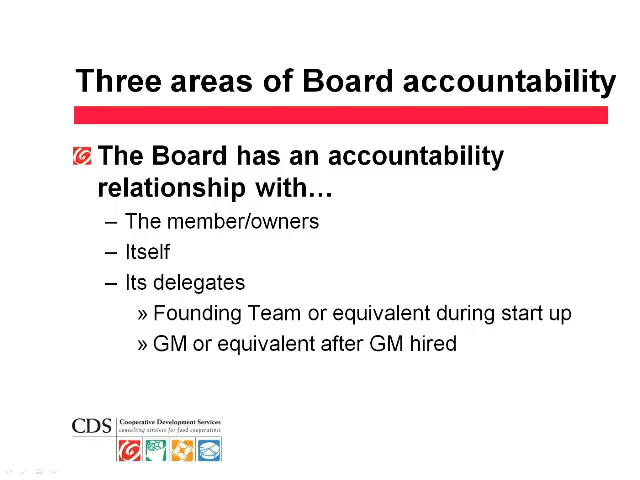 Three areas of Board accountability
The Board has an accountability
relationship with…
– The member/owners
– Itself
– Its delegates
» Founding Team or equivalent during start up
» GM or equivalent after GM hired
CDS Cooperative Development Services
consulting services for food cooperatives